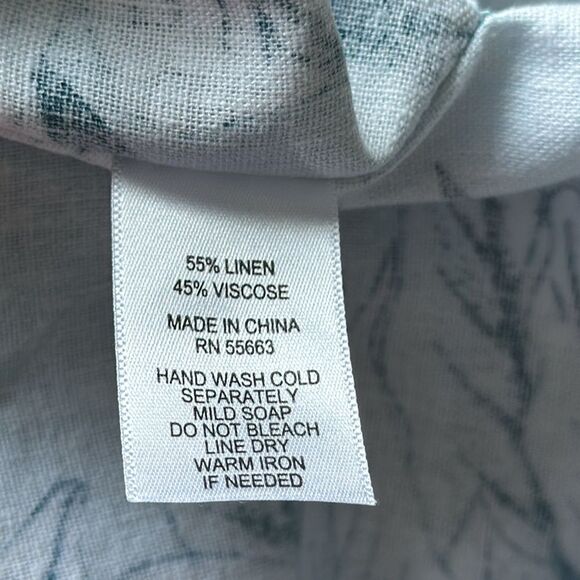 55% LINEN
45% VISCOSE
MADE IN CHINA
RN 55663
HAND WASH COLD
SEPARATELY
MILD SOAP
DO NOT BLEACH
LINE DRY
WARM IRON
IF NEEDED